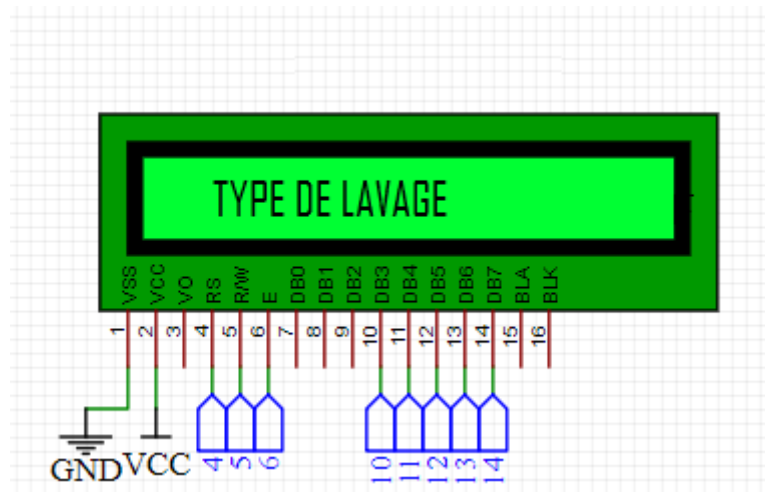 TYPE DE LAVAGE
VSS VCC VO RS R/W E DB0 DB1 DB2 DB3 DB4 DB5 DB6 DB7 BLA BLK
1 2 3 4 5 6 7 8 9 10 11 12 13 14 15 16
GND VCC 4 5 6 10 11 12 13 14